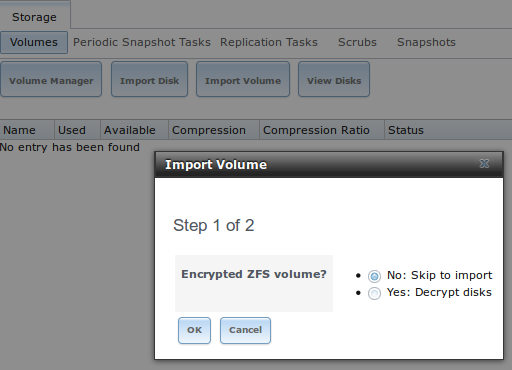 Storage
Volumes Periodic Snapshot Tasks Replication Tasks Scrubs Snapshots
Volume Manager Import Disk Import Volume View Disks
Name Used Available Compression Compression Ratio Status
No entry has been found
Import Volume
Step 1 of 2
Encrypted ZFS volume?
No: Skip to import
Yes: Decrypt disks
OK Cancel